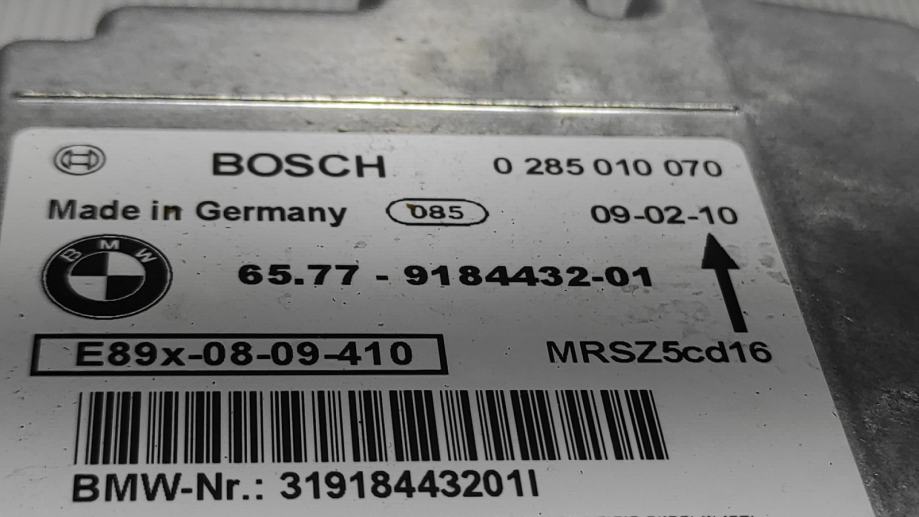 BOSCH 0 285 010 070
Made in Germany 085 09-02-10
BMW 65.77 - 9184432-01
E89x-08-09-410 MRSZ5cd16
BMW-Nr.: 31918443201I